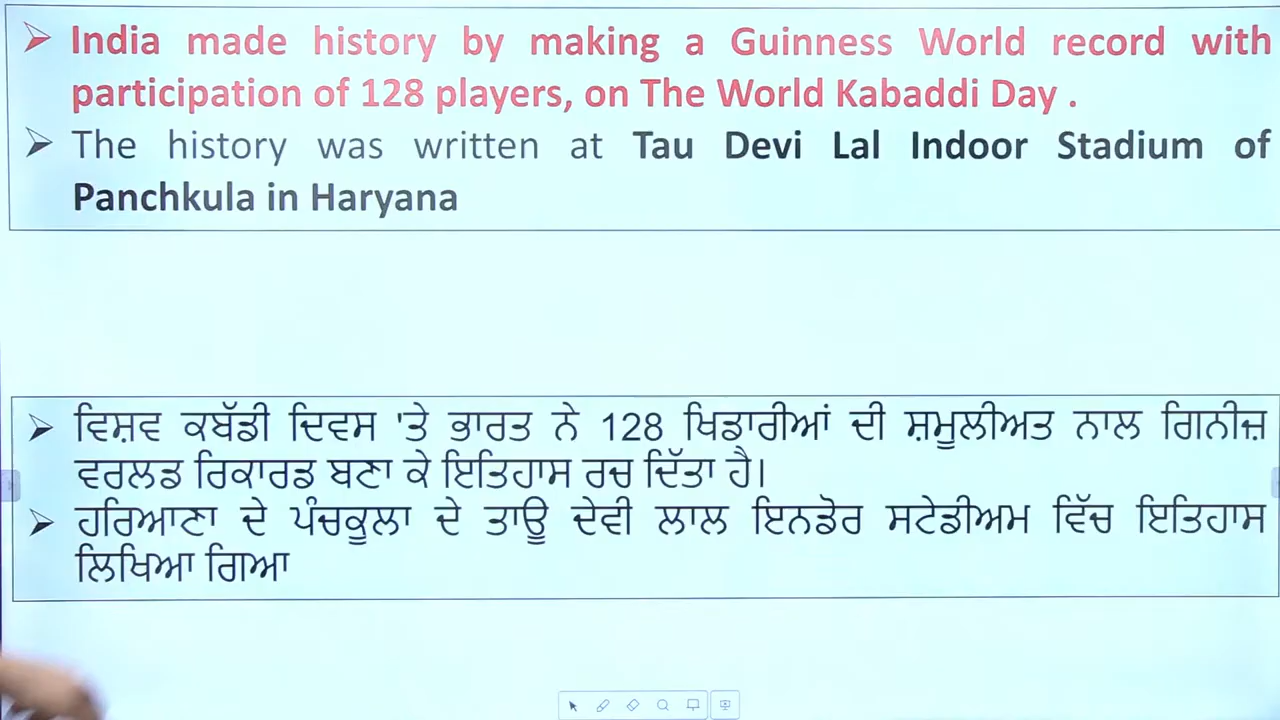 India made history by making a Guinness World record with
participation of 128 players, on The World Kabaddi Day .
The history was written at Tau Devi Lal Indoor Stadium of
Panchkula in Haryana
ਵਿਸ਼ਵ ਕਬੱਡੀ ਦਿਵਸ 'ਤੇ ਭਾਰਤ ਨੇ 128 ਖਿਡਾਰੀਆਂ ਦੀ ਸ਼ਮੂਲੀਅਤ ਨਾਲ ਗਿਨੀਜ਼
ਵਰਲਡ ਰਿਕਾਰਡ ਬਣਾ ਕੇ ਇਤਿਹਾਸ ਰਚ ਦਿੱਤਾ ਹੈ।
ਹਰਿਆਣਾ ਦੇ ਪੰਚਕੂਲਾ ਦੇ ਤਾਊ ਦੇਵੀ ਲਾਲ ਇਨਡੋਰ ਸਟੇਡੀਅਮ ਵਿੱਚ ਇਤਿਹਾਸ
ਲਿਖਿਆ ਗਿਆ